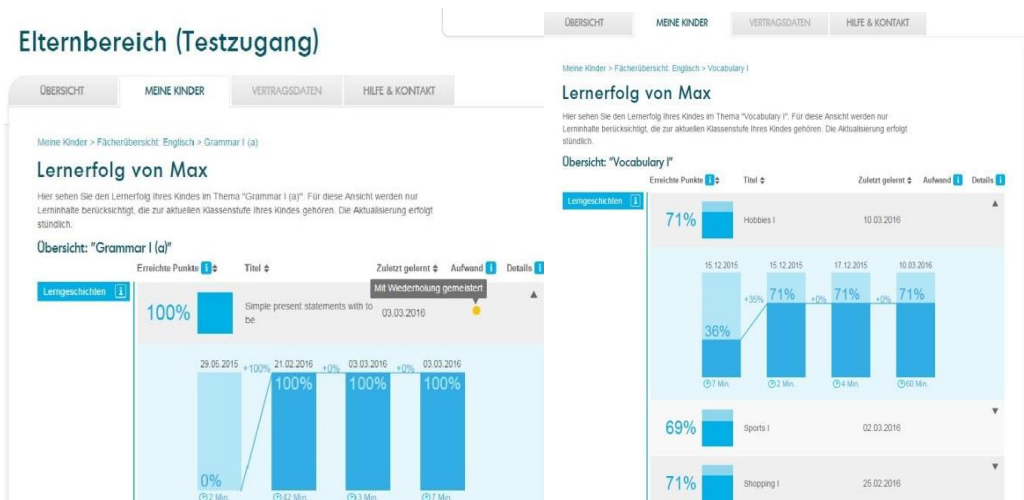 Elternbereich (Testzugang)
ÜBERSICHT MEINE KINDER VERTRAGSDATEN HILFE & KONTAKT
Meine Kinder > Fächerübersicht: Englisch > Grammar I (a)
Lernerfolg von Max
Hier sehen Sie den Lernerfolg Ihres Kindes im Thema "Grammar I (a)". Für diese Ansicht werden nur
Lerninhalte berücksichtigt, die zur aktuellen Klassenstufe Ihres Kindes gehören. Die Aktualisierung erfolgt
stündlich.
Übersicht: "Grammar I (a)"
Erreichte Punkte i Titel Zuletzt gelernt Aufwand i Details i
Mit Wiederholung gemeistert
Lerngeschichten i
100% Simple present statements with to
be
03.03.2016
29.05.2015 +100% 21.02.2016 +0% 03.03.2016 +0% 03.03.2016
100% 100% 100%
0%
2 Min. 42 Min. 3 Min. 7 Min.
ÜBERSICHT MEINE KINDER VERTRAGSDATEN HILFE & KONTAKT
Meine Kinder > Fächerübersicht: Englisch > Vocabulary I
Lernerfolg von Max
Hier sehen Sie den Lernerfolg Ihres Kindes im Thema "Vocabulary I". Für diese Ansicht werden nur
Lerninhalte berücksichtigt, die zur aktuellen Klassenstufe Ihres Kindes gehören. Die Aktualisierung erfolgt
stündlich.
Übersicht: "Vocabulary I"
Erreichte Punkte i Titel Zuletzt gelernt Aufwand i Details i
Lerngeschichten i
71% Hobbies I 10.03.2016
15.12.2015 15.12.2015 17.12.2015 10.03.2016
+35% 71% +0% 71% +0% 71%
36%
7 Min. 2 Min. 4 Min. 60 Min.
69% Sports I 02.03.2016
71% Shopping I 25.02.2016